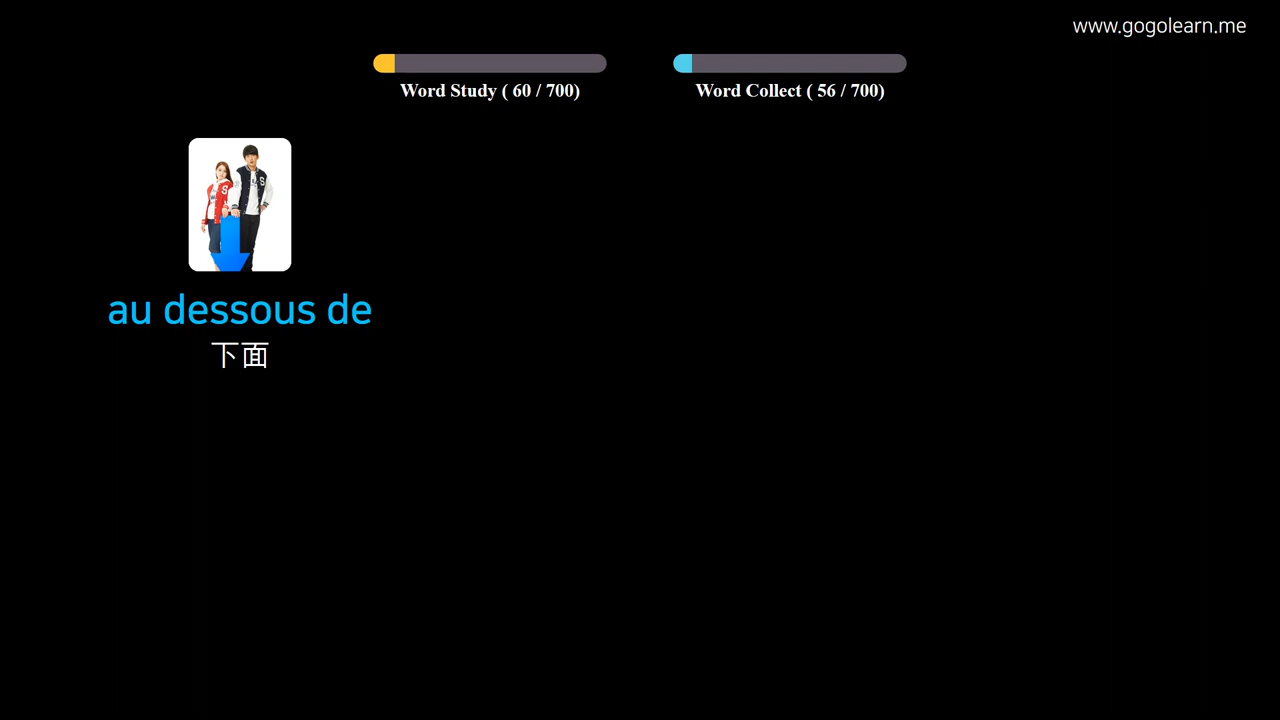 www.gogolearn.me
Word Study ( 60 / 700)
Word Collect ( 56 / 700)
S
S
au dessous de
下面